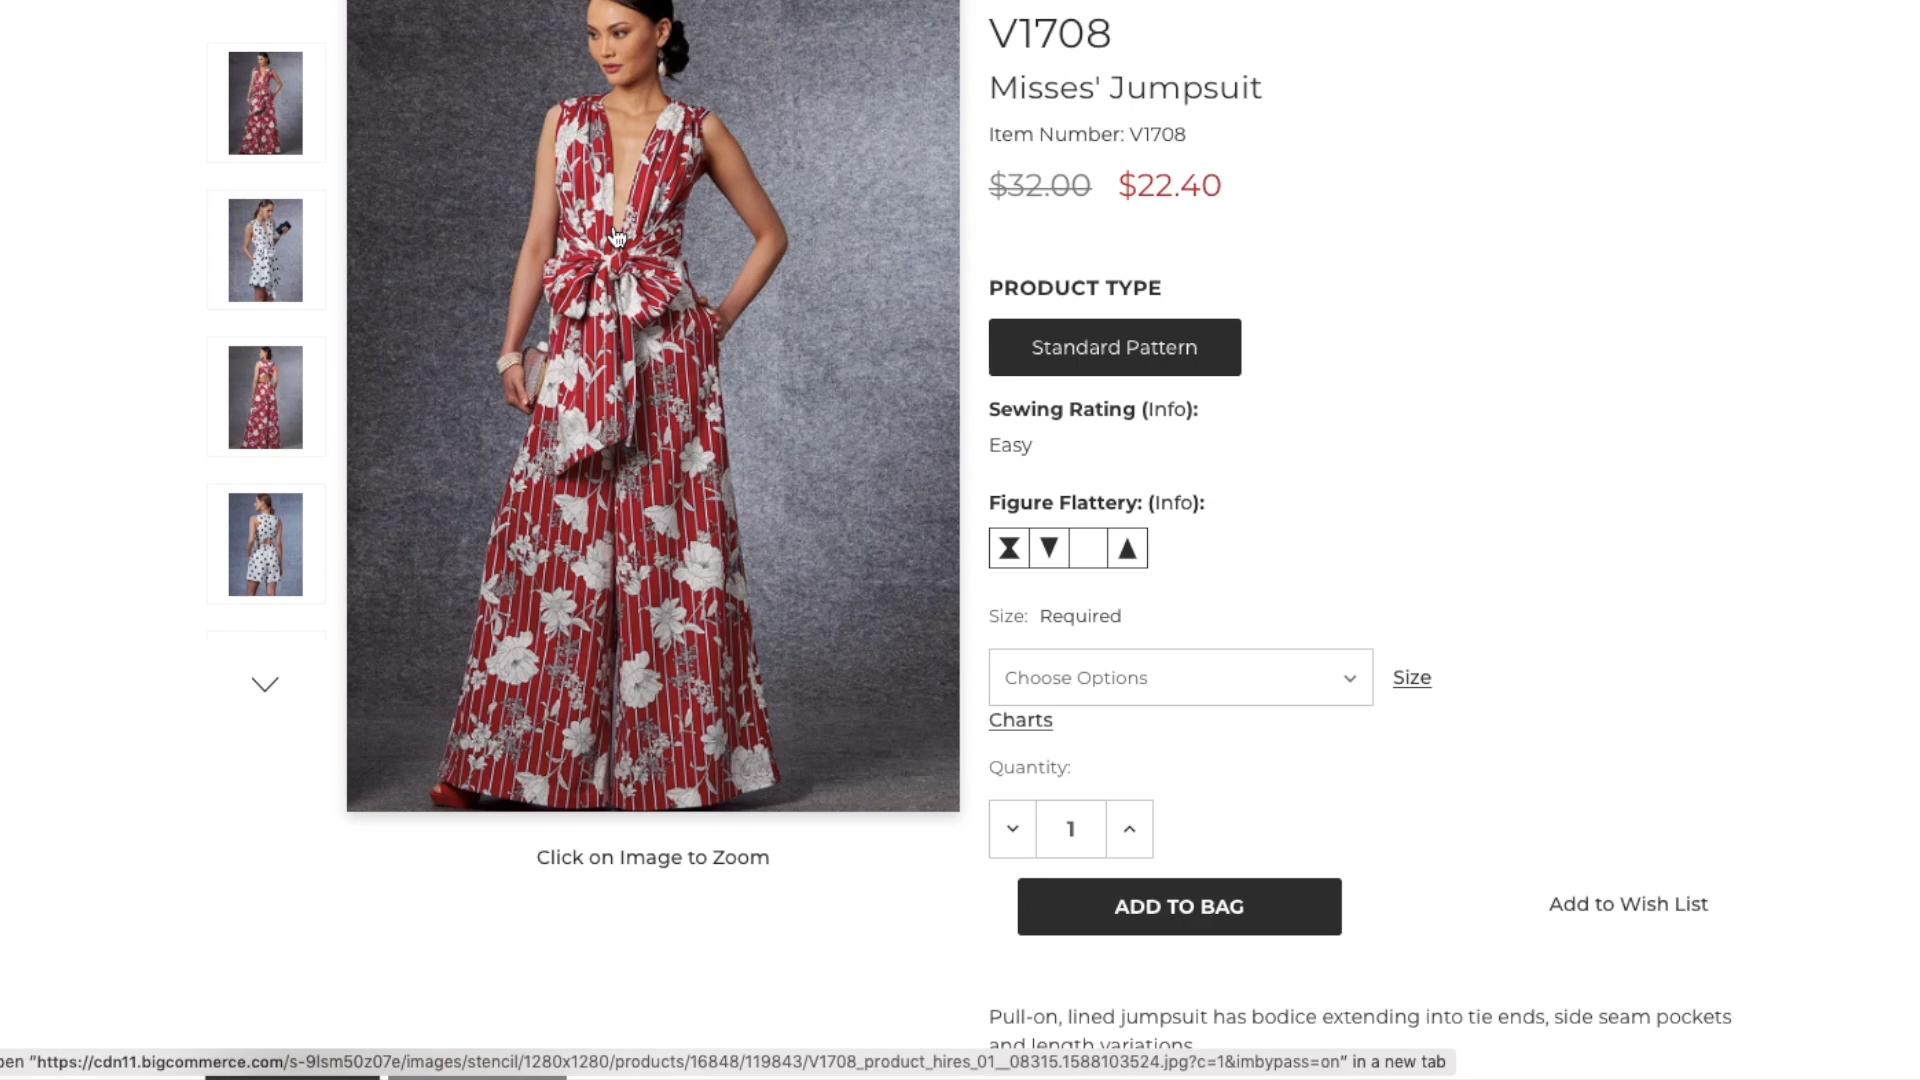 V1708
Misses' Jumpsuit
Item Number: V1708
$32.00 $22.40
PRODUCT TYPE
Standard Pattern
Sewing Rating (Info):
Easy
Figure Flattery: (Info):
Size: Required
Choose Options
Size
Charts
Quantity:
1
Click on Image to Zoom
ADD TO BAG
Add to Wish List
Pull-on, lined jumpsuit has bodice extending into tie ends, side seam pockets
and length variations
"https://cdn11.bigcommerce.com/s-9lsm50z07e/images/stencil/1280x1280/products/16848/119843/V1708_product_hires_01__08315.1588103524.jpg?c=1&imbypass=on" in a new tab